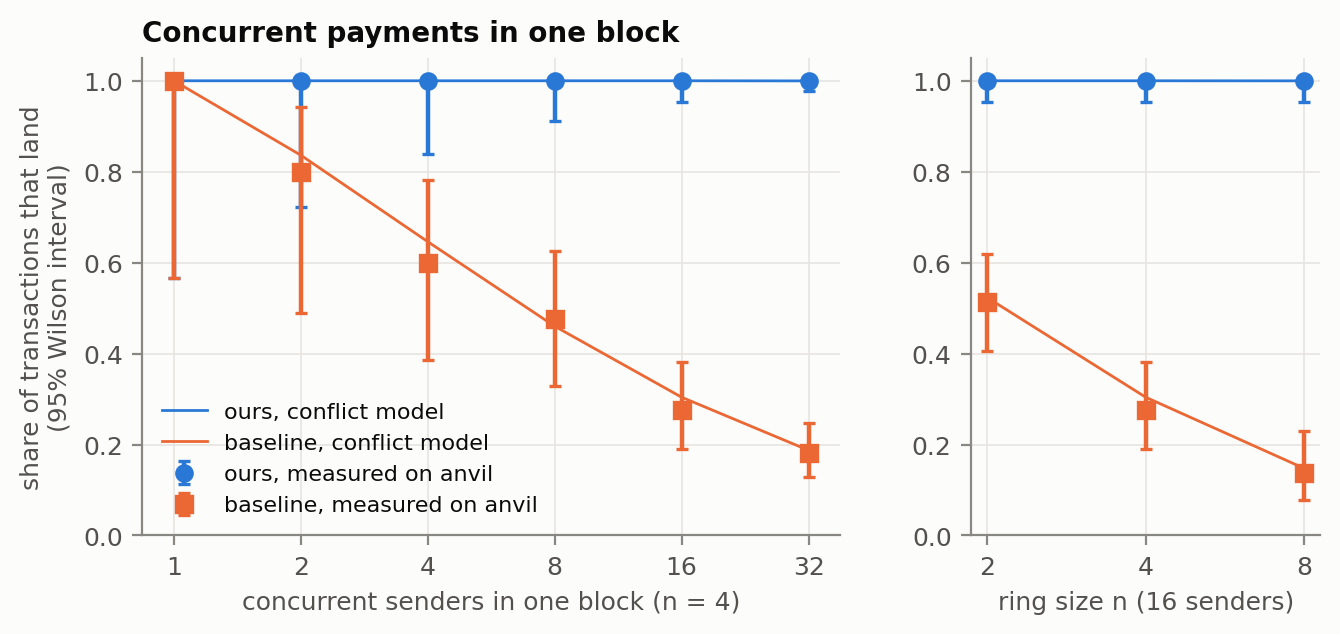 Concurrent payments in one block
share of transactions that land
(95% Wilson interval)
1.0
0.8
0.6
0.4
0.2
0.0
ours, conflict model
baseline, conflict model
ours, measured on anvil
baseline, measured on anvil
1 2 4 8 16 32
concurrent senders in one block (n = 4)
1.0
0.8
0.6
0.4
0.2
0.0
2 4 8
ring size n (16 senders)